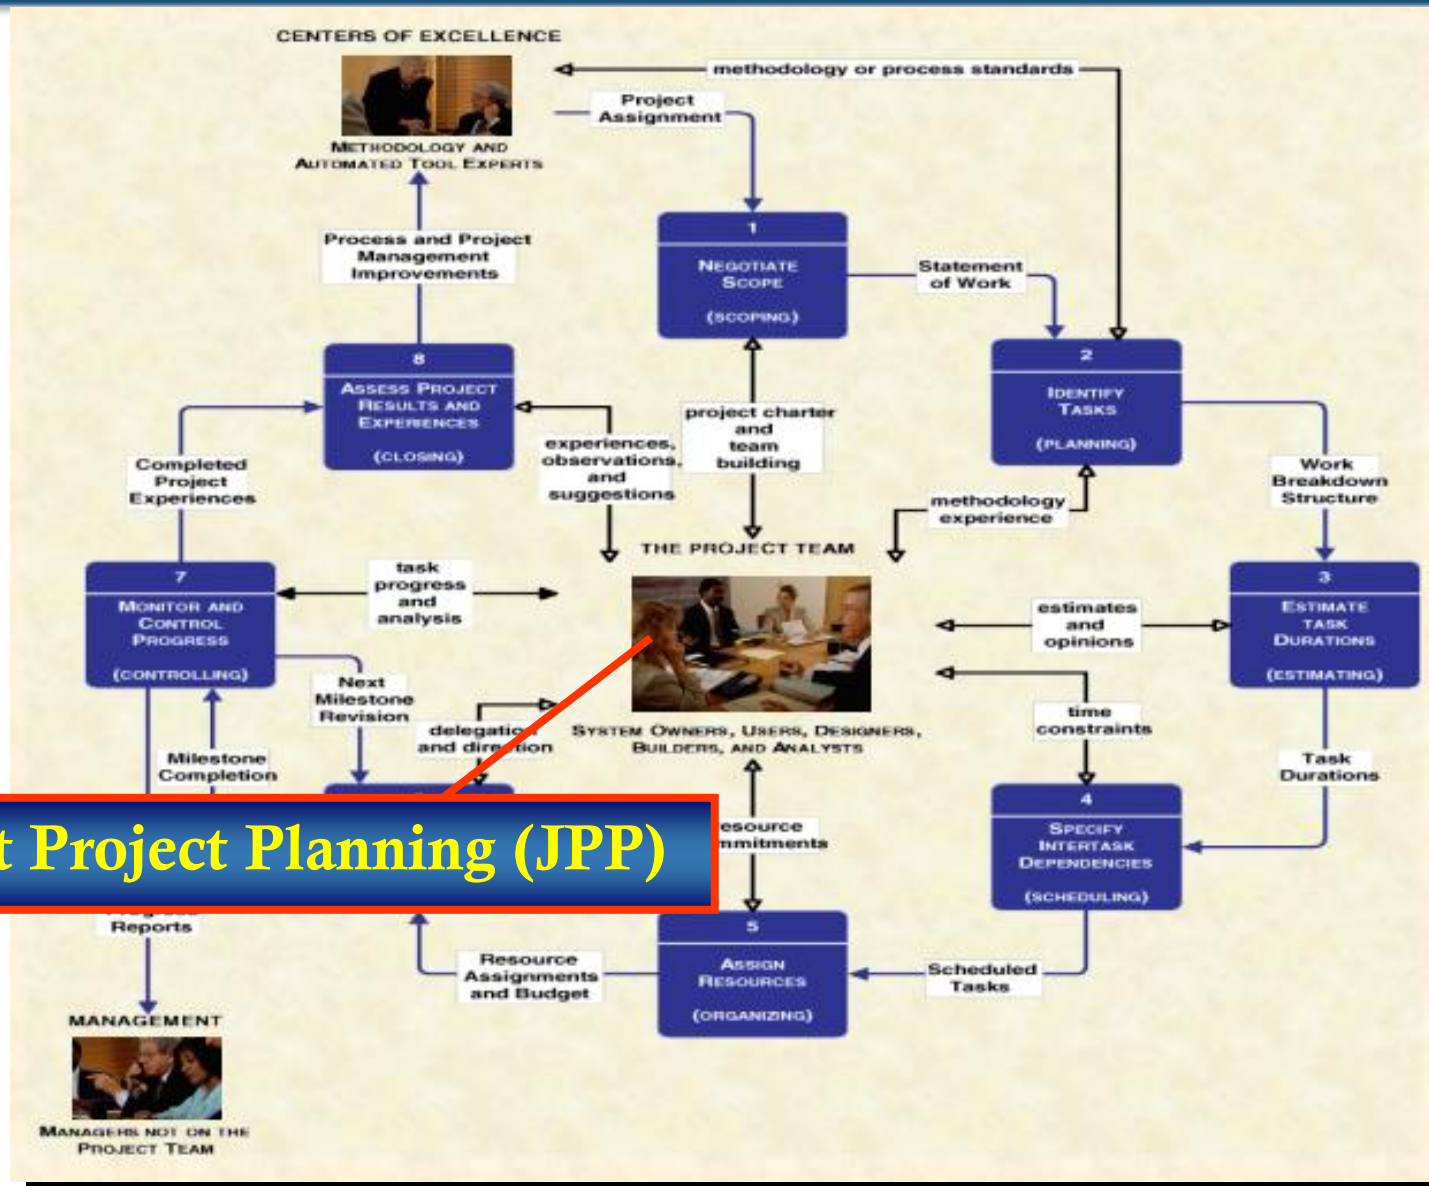 CENTERS OF EXCELLENCE
METHODOLOGY AND
AUTOMATED TOOL EXPERTS
methodology or process standards
Project
Assignment
1
NEGOTIATE
SCOPE
(SCOPING)
Statement
of Work
2
IDENTIFY
TASKS
(PLANNING)
Process and Project
Management
Improvements
8
ASSESS PROJECT
RESULTS AND
EXPERIENCES
(CLOSING)
project charter
and
team
building
experiences,
observations,
and
suggestions
methodology
experience
Work
Breakdown
Structure
Completed
Project
Experiences
THE PROJECT TEAM
SYSTEM OWNERS, USERS, DESIGNERS,
BUILDERS, AND ANALYSTS
7
MONITOR AND
CONTROL
PROGRESS
(CONTROLLING)
task
progress
and
analysis
estimates
and
opinions
3
ESTIMATE
TASK
DURATIONS
(ESTIMATING)
Next
Milestone
Revision
delegation
and direction
time
constraints
Milestone
Completion
Task
Durations
4
SPECIFY
INTERTASK
DEPENDENCIES
(SCHEDULING)
t Project Planning (JPP)
esource
mmitments
Progress
Reports
5
ASSIGN
RESOURCES
(ORGANIZING)
Resource
Assignments
and Budget
Scheduled
Tasks
MANAGEMENT
MANAGERS NOT ON THE
PROJECT TEAM